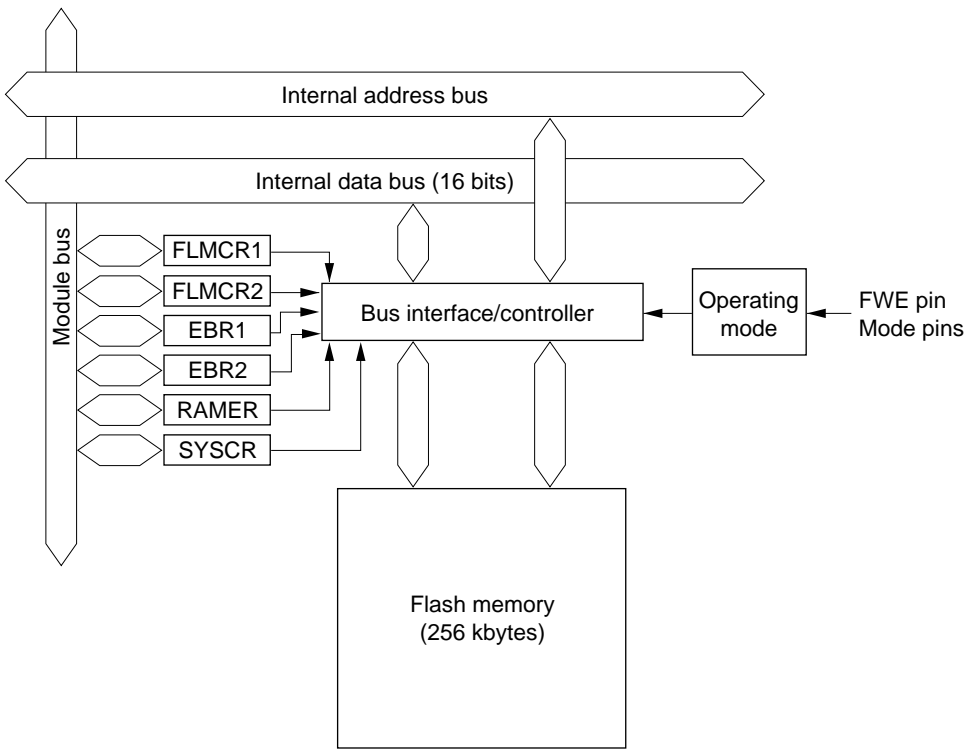 Internal address bus
Internal data bus (16 bits)
Module bus
FLMCR1
FLMCR2
EBR1
EBR2
RAMER
SYSCR
Bus interface/controller
Operating
mode
FWE pin
Mode pins
Flash memory
(256 kbytes)